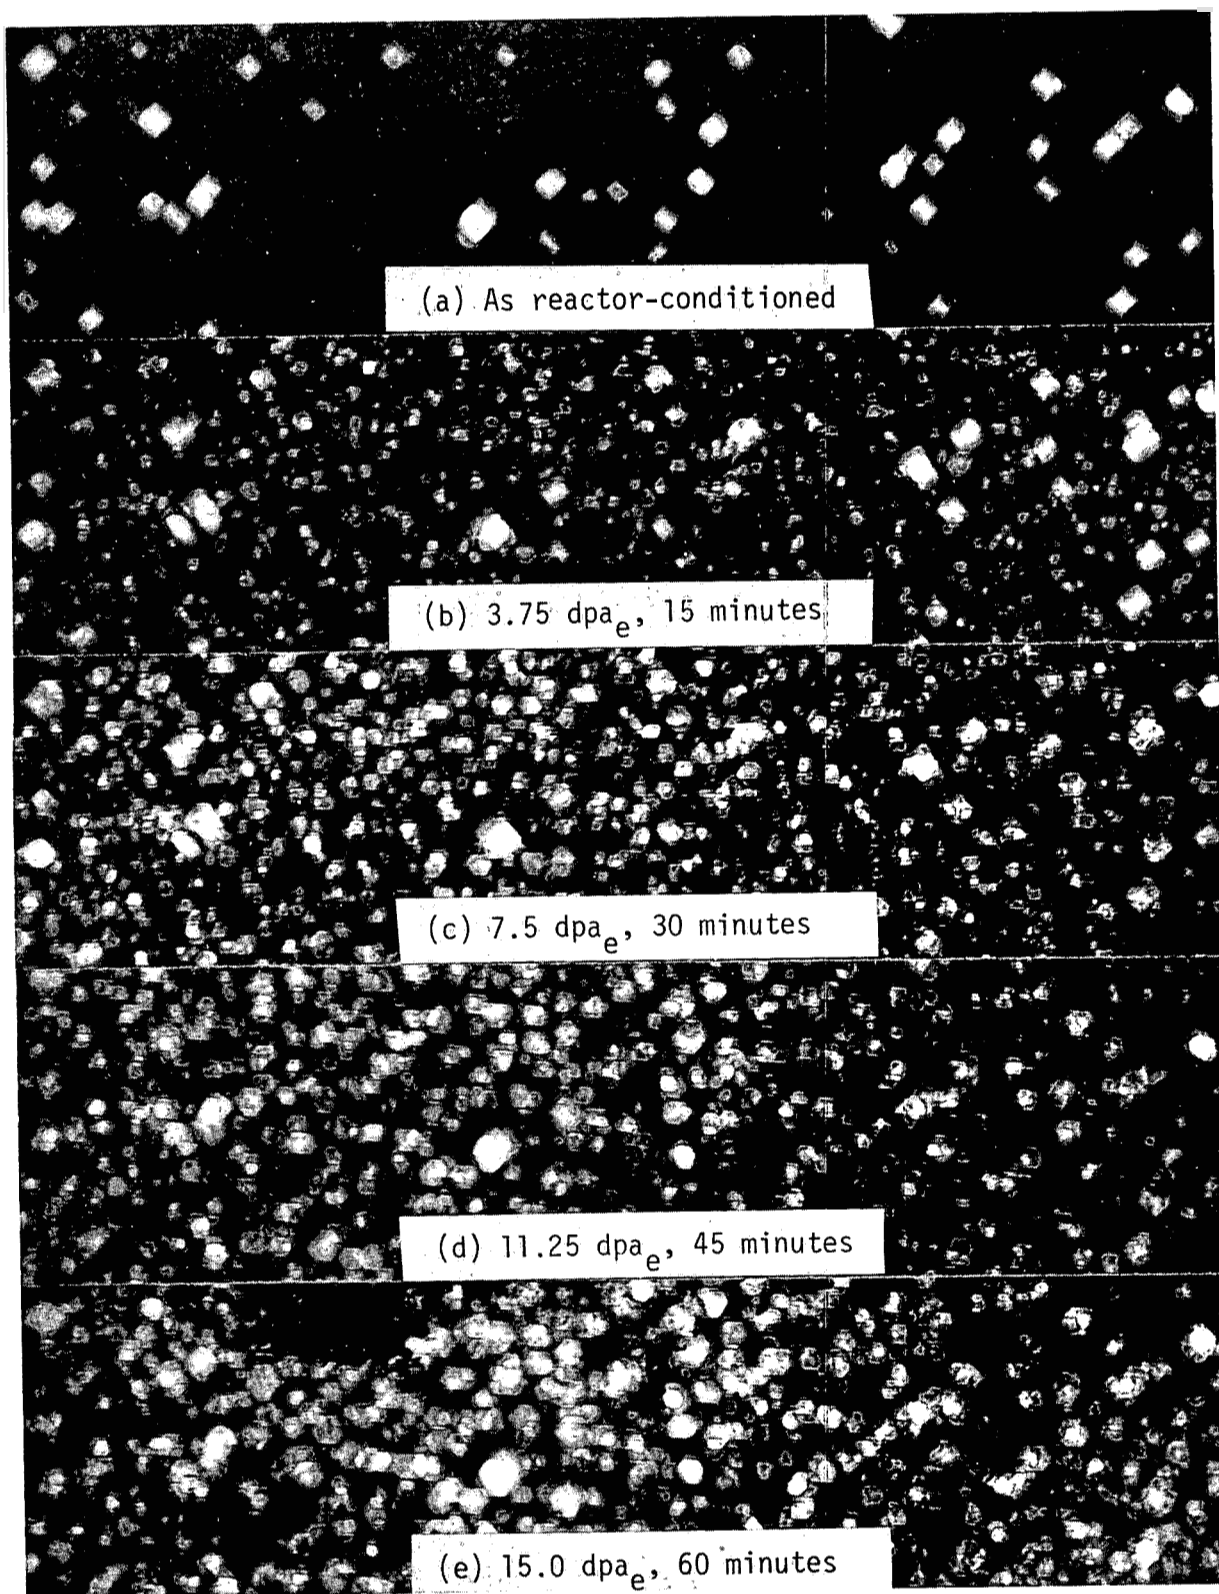 (a) As reactor-conditioned
(b) 3.75 dpaₑ, 15 minutes
(c) 7.5 dpaₑ, 30 minutes
(d) 11.25 dpaₑ, 45 minutes
(e) 15.0 dpaₑ, 60 minutes